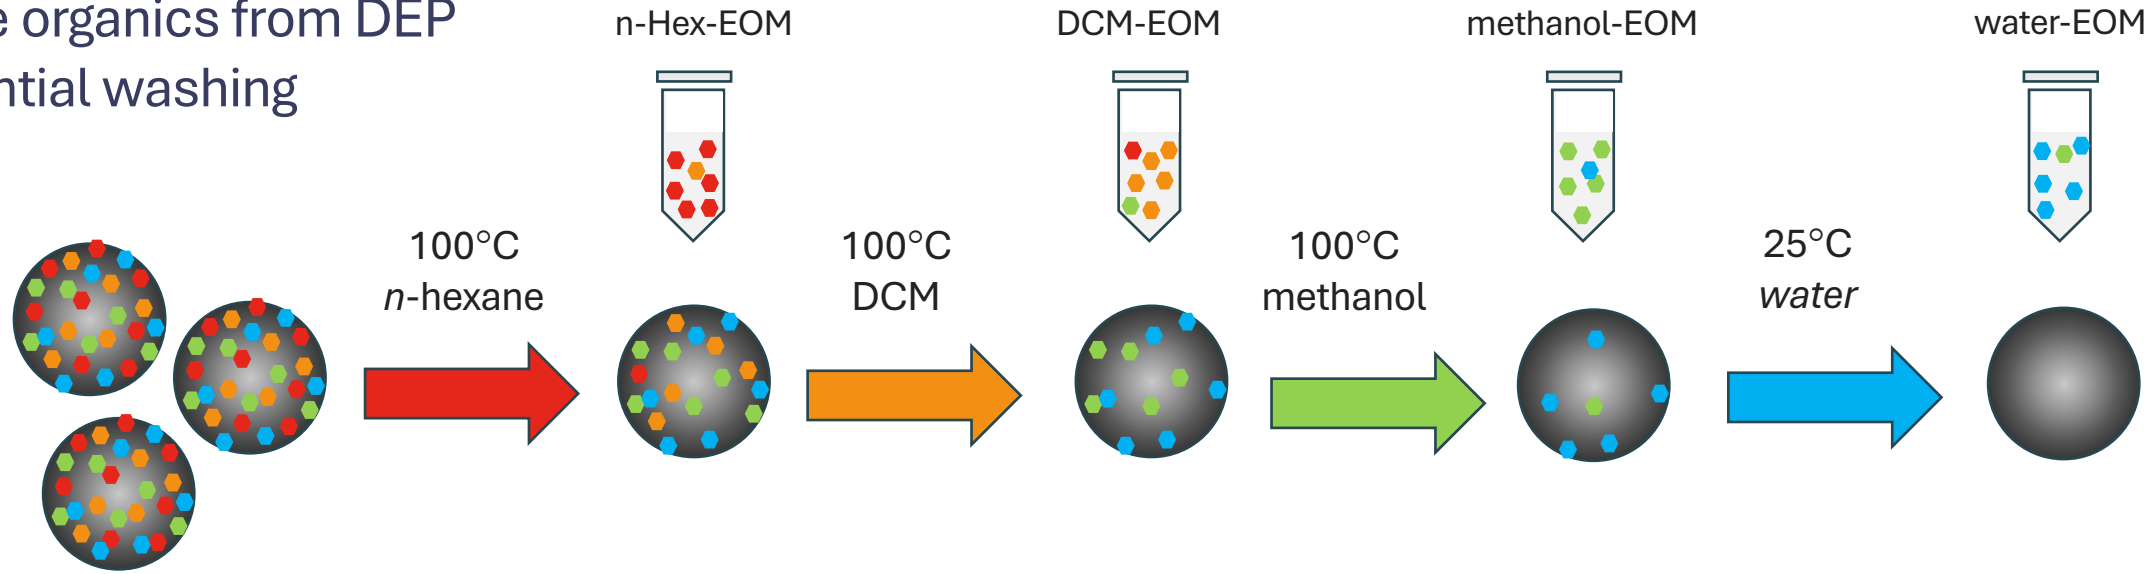 e organics from DEP
ntial washing
n-Hex-EOM
DCM-EOM
methanol-EOM
water-EOM
100°C
n-hexane
100°C
DCM
100°C
methanol
25°C
water